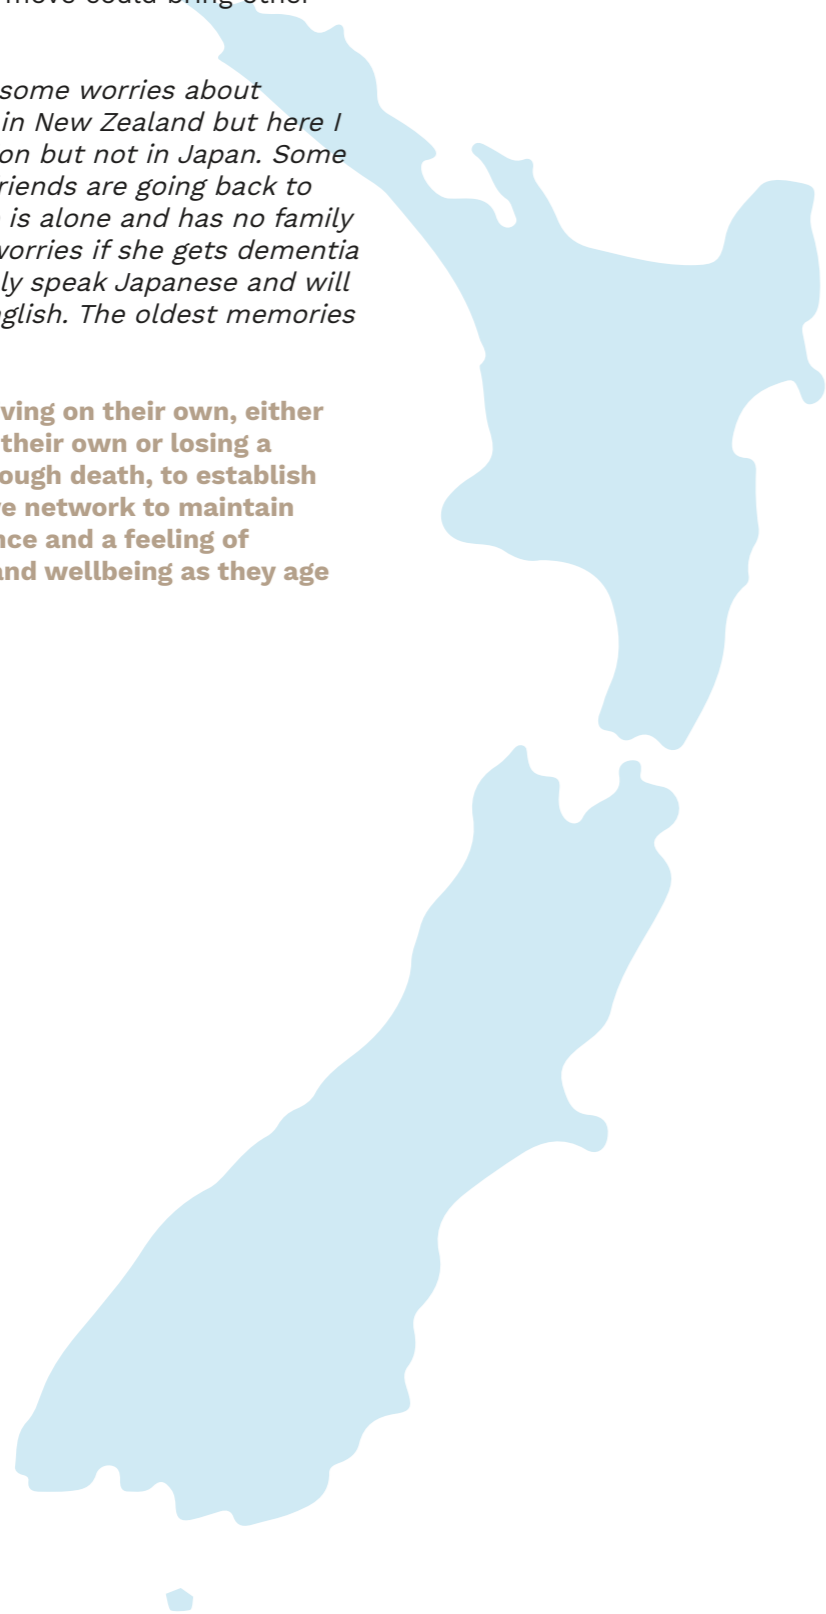 some worries about
in New Zealand but here I
on but not in Japan. Some
riends are going back to
is alone and has no family
vorries if she gets dementia
ly speak Japanese and will
glish. The oldest memories
ving on their own, either
their own or losing a
ough death, to establish
e network to maintain
nce and a feeling of
and wellbeing as they age